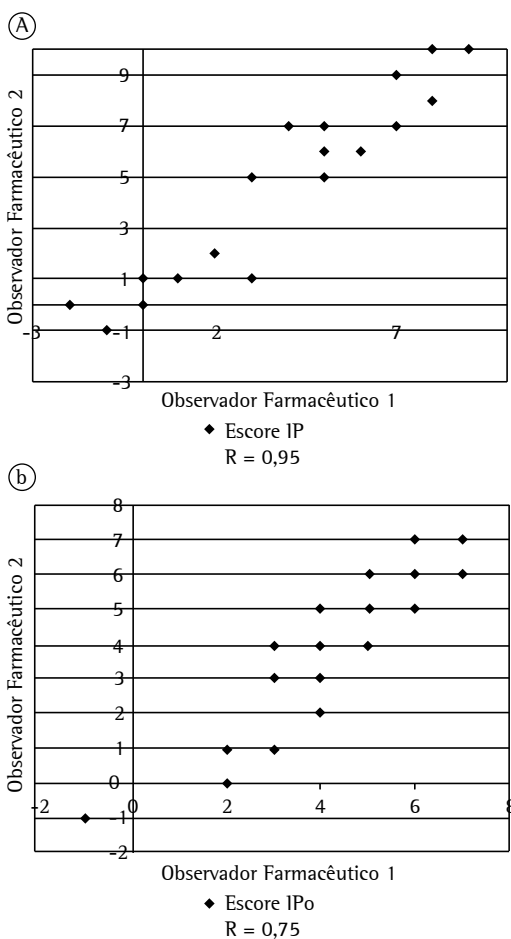 A
Observador Farmacêutico 2
9
7
5
3
1
-3
-1
2
7
-3
Observador Farmacêutico 1
Escore IP
R = 0,95
b
Observador Farmacêutico 2
8
7
6
5
4
3
2
1
0
-2
0
2
4
6
8
-1
-2
Observador Farmacêutico 1
Escore IPo
R = 0,75